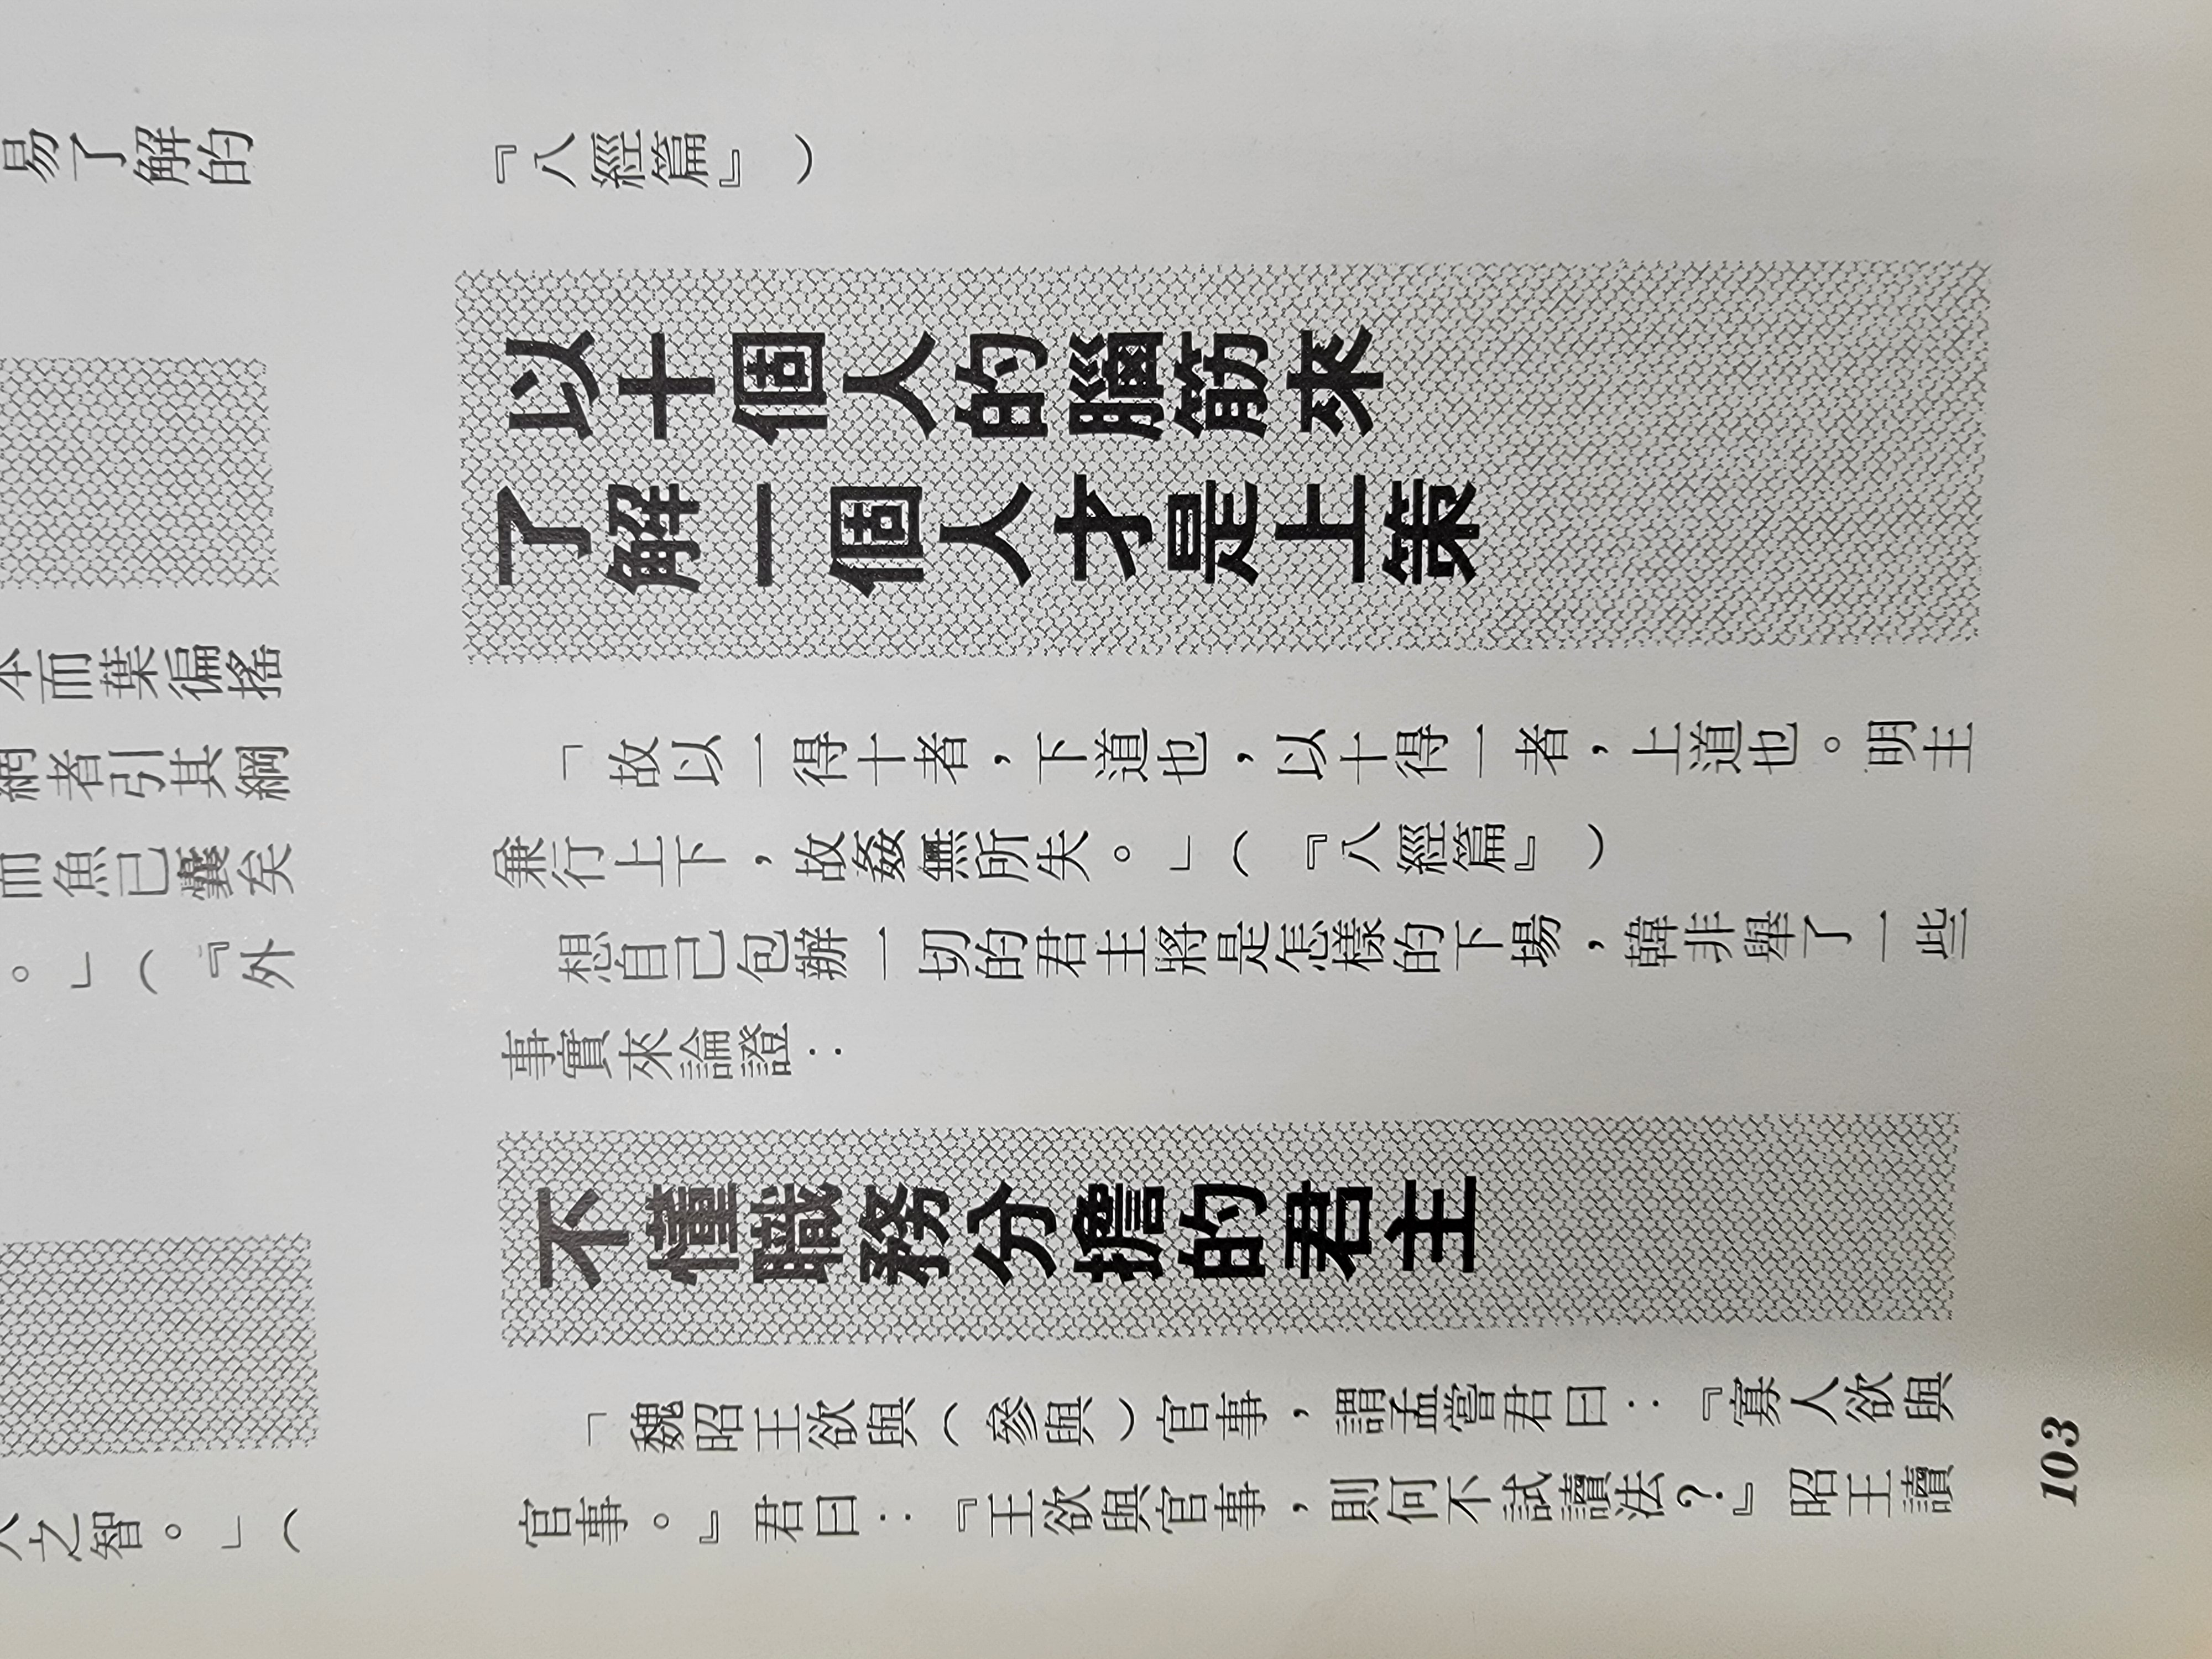 易了解的
本而葉徧搖
網者引其綱
而魚已囊矣
。」(『外
人之智。」(
『八經篇』)
以十個人的腦筋來
了解一個人才是上策
「故以一得十者,下道也,以十得一者,上道也。明主
兼行上下,故姦無所失。」(『八經篇』)
想自己包辦一切的君主將是怎樣的下場,韓非舉了一些
事實來論證:
不懂職務分擔的君主
「魏昭王欲與(參與)官事,謂孟嘗君曰:『寡人欲與
官事。』君曰:『王欲與官事,則何不試讀法?』昭王讀
103